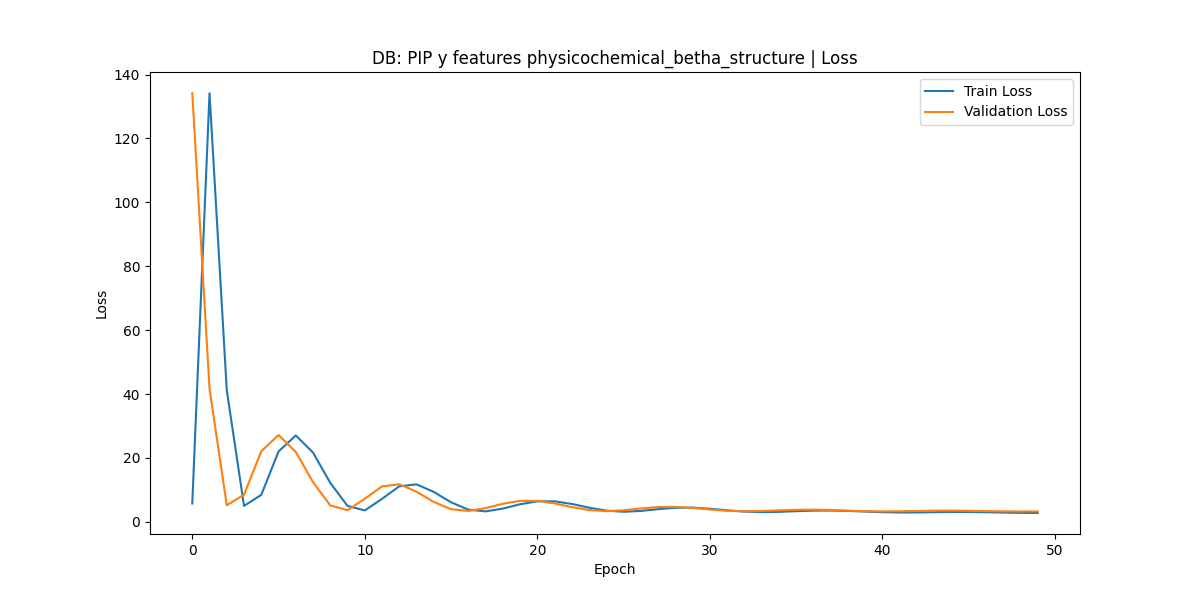 DB: PIP y features physicochemical_betha_structure | Loss
Train Loss
Validation Loss
140
120
100
80
60
40
20
0
Loss
0 10 20 30 40 50
Epoch